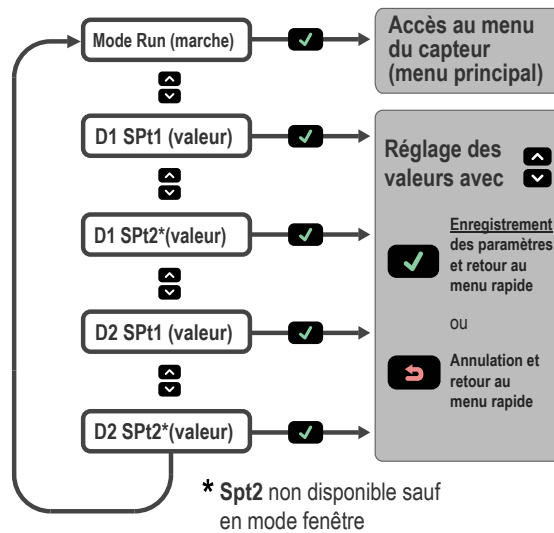 Mode Run (marche)
Accès au menu
du capteur
(menu principal)
D1 SPt1 (valeur)
D1 SPt2*(valeur)
D2 SPt1 (valeur)
D2 SPt2*(valeur)
Réglage des
valeurs avec
Enregistrement
des paramètres
et retour au
menu rapide
ou
Annulation et
retour au
menu rapide
* Spt2 non disponible sauf
en mode fenêtre